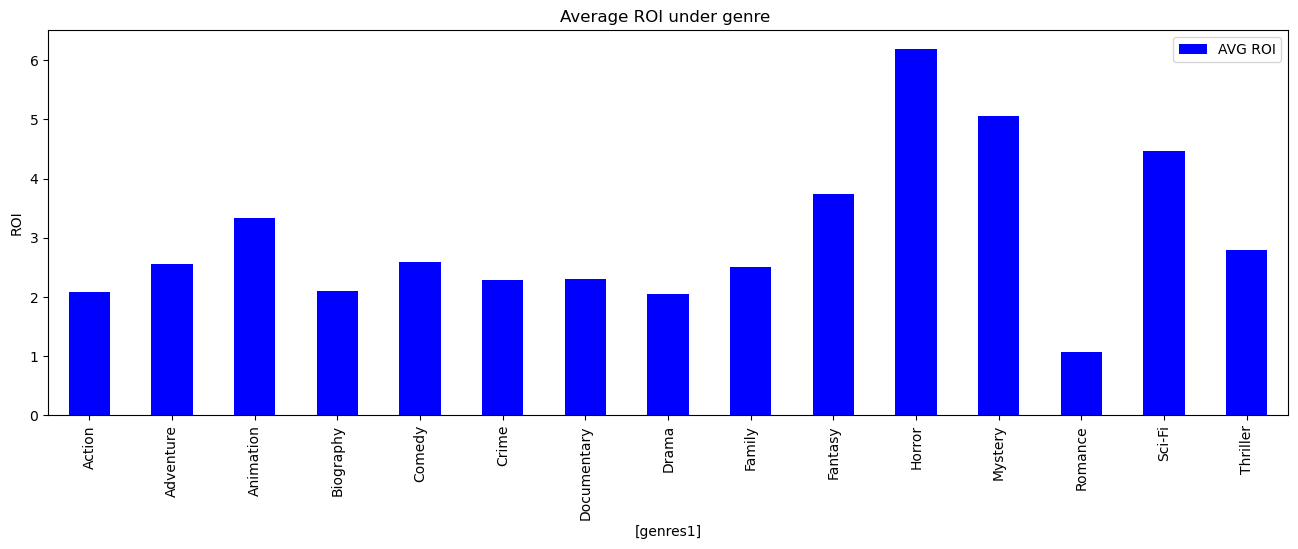 Average ROI under genre
AVG ROI
ROI
6
5
4
3
2
1
0
Action
Adventure
Animation
Biography
Comedy
Crime
Documentary
Drama
Family
Fantasy
Horror
Mystery
Romance
Sci-Fi
Thriller
[genres1]